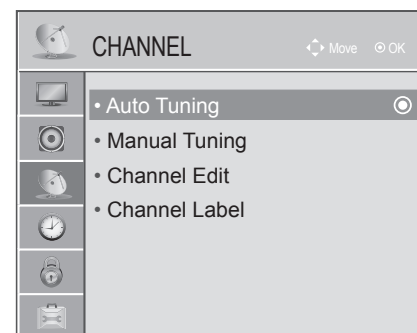 CHANNEL
Move
OK
• Auto Tuning
• Manual Tuning
• Channel Edit
• Channel Label